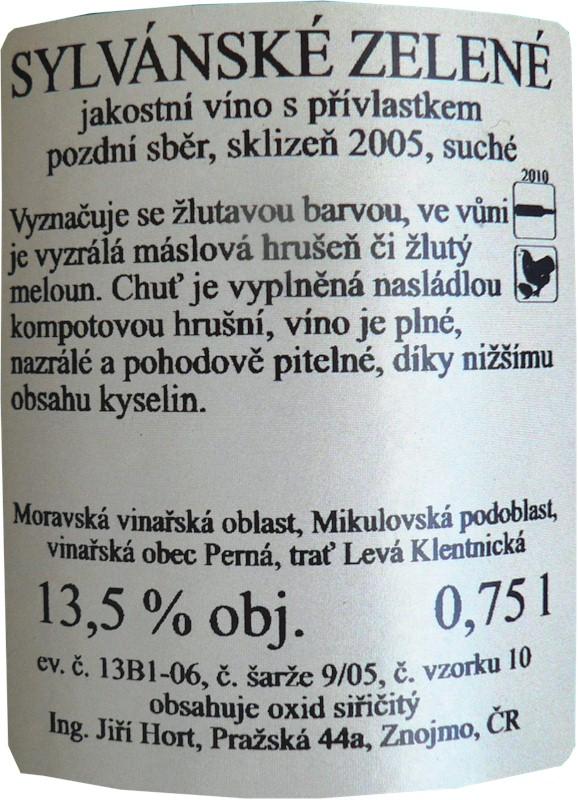 SYLVÁNSKÉ ZELENÉ
jakostní víno s přívlastkem
pozdní sběr, sklizeň 2005, suché
2010
Vyznačuje se žlutavou barvou, ve vůni
je vyzrálá máslová hrušeň či žlutý
meloun. Chuť je vyplněná nasládlou
kompotovou hrušní, víno je plné,
nazrálé a pohodově pitelné, díky nižšímu
obsahu kyselin.
Moravská vinařská oblast, Mikulovská podoblast,
vinařská obec Perná, trať Levá Klentnická
13,5 % obj. 0,75 l
ev. č. 13B1-06, č. šarže 9/05, č. vzorku 10
obsahuje oxid siřičitý
Ing. Jiří Hort, Pražská 44a, Znojmo, ČR